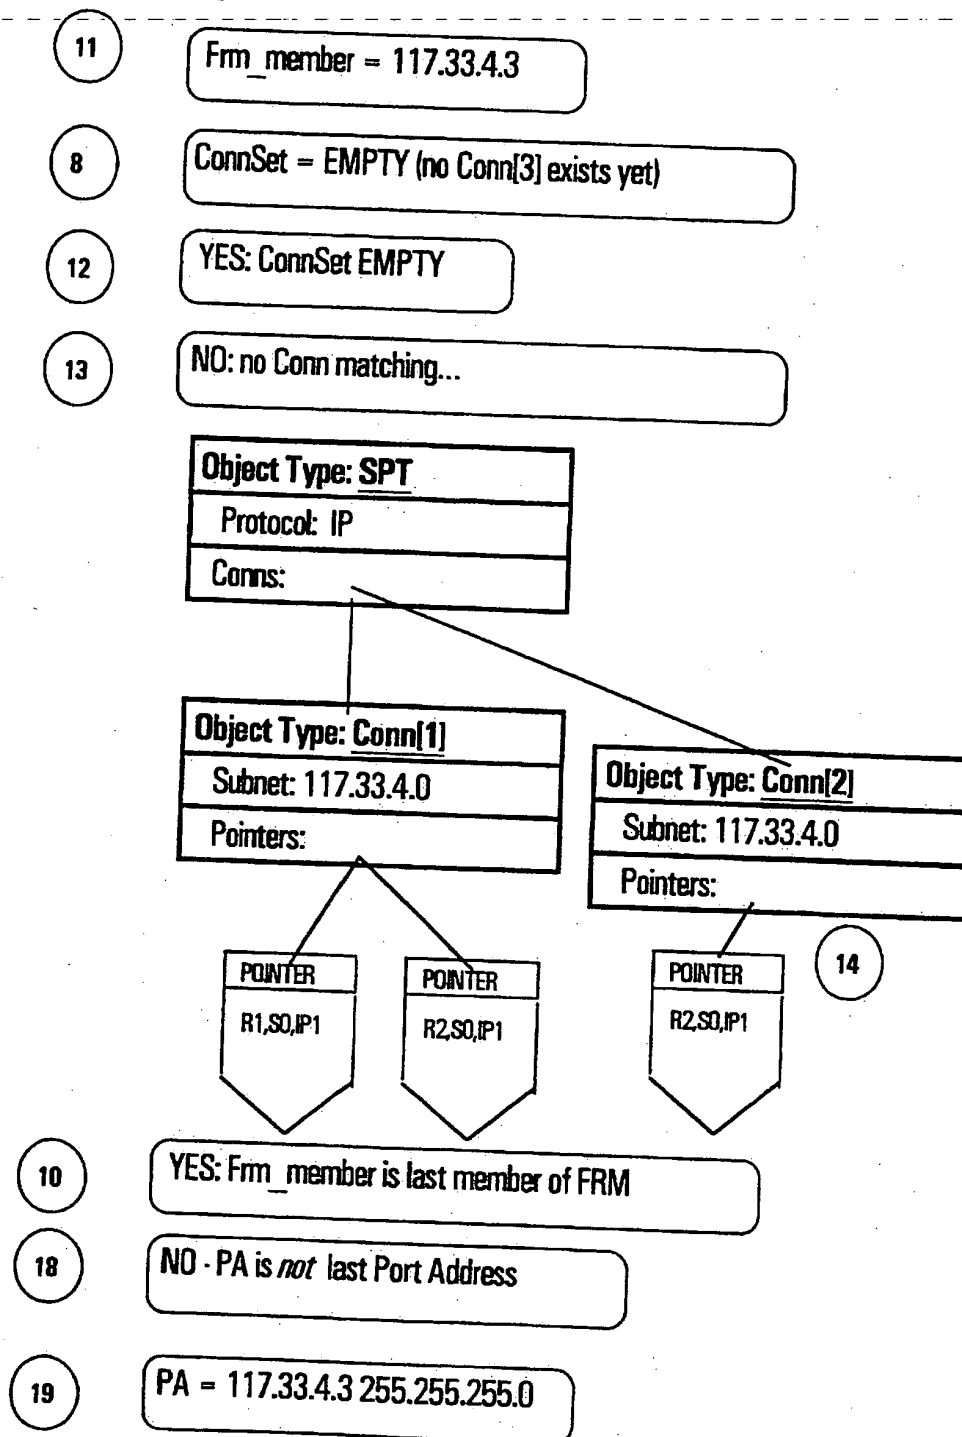 11
Frm_member = 117.33.4.3
8
ConnSet = EMPTY (no Conn[3] exists yet)
12
YES: ConnSet EMPTY
13
NO: no Conn matching...
Object Type: SPT
Protocol: IP
Conns:
Object Type: Conn[1]
Subnet: 117.33.4.0
Pointers:
Object Type: Conn[2]
Subnet: 117.33.4.0
Pointers:
14
POINTER
R1,S0,IP1
POINTER
R2,S0,IP1
POINTER
R2,S0,IP1
10
YES: Frm_member is last member of FRM
18
NO - PA is not last Port Address
19
PA = 117.33.4.3 255.255.255.0